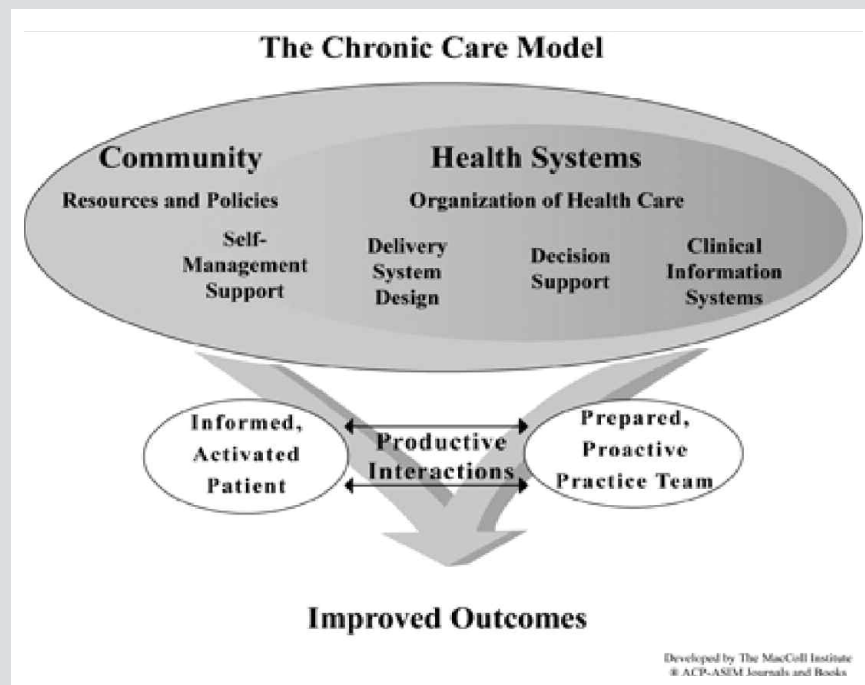 The Chronic Care Model
Community
Health Systems
Resources and Policies
Organization of Health Care
Self-
Management
Support
Delivery
System
Design
Decision
Support
Clinical
Information
Systems
Informed,
Activated
Patient
Productive
Interactions
Prepared,
Proactive
Practice Team
Improved Outcomes
Developed by The MacColl Institute
® ACP-ASIM Journals and Books